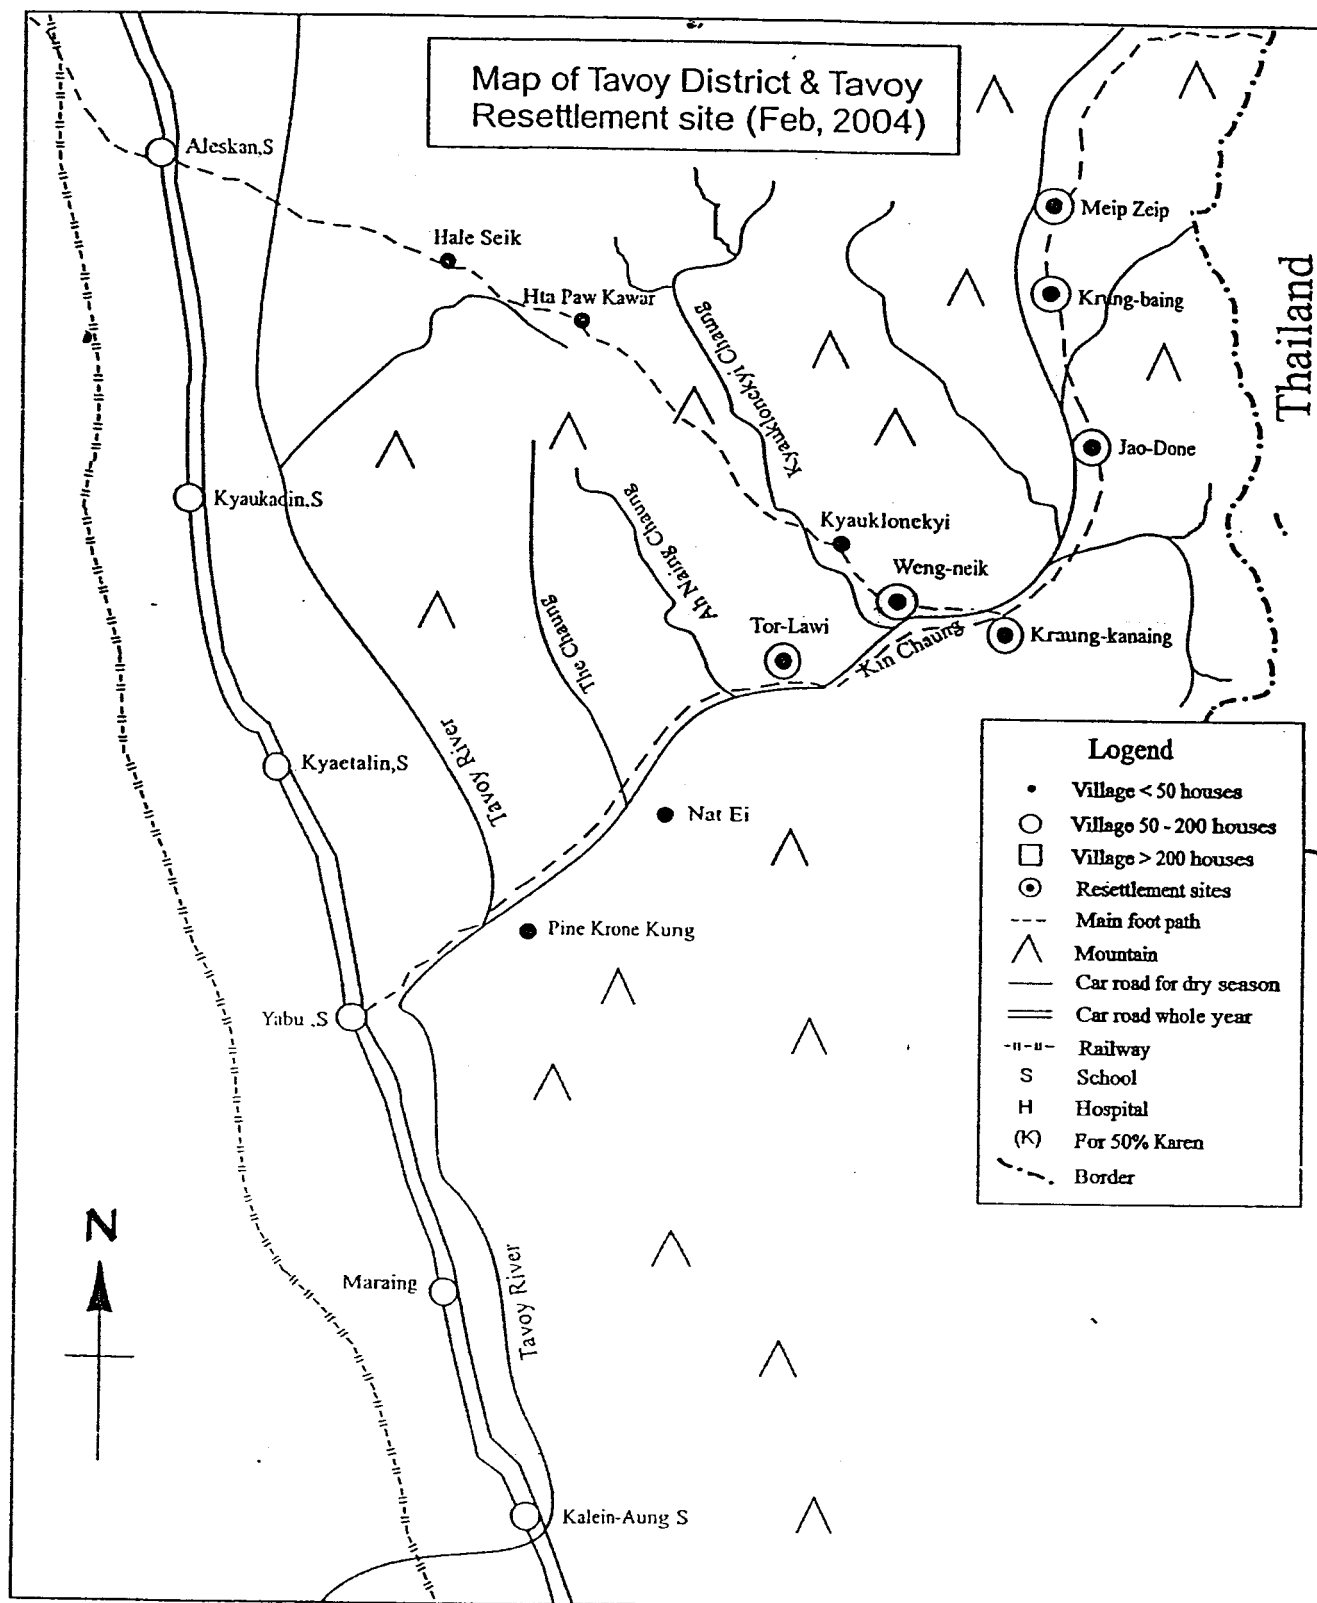 Map of Tavoy District & Tavoy
Resettlement site (Feb, 2004)
Aleskan,S
Hale Seik
Hta Paw Kawar
Meip Zeip
Krung-baing
Thailand
Kyauklonekyi Chaung
Jao-Done
Kyaukadin,S
Kyauklonekyi
Ah Naing Chaung
Weng-neik
The Chaung
Tor-Lawi
Kin Chaung
Kraung-kanaing
Tavoy River
Kyaetalin,S
Nat Ei
Pine Krone Kung
Yabu ,S
Maraing
Tavoy River
Kalein-Aung S
N
Logend
Village < 50 houses
Village 50 - 200 houses
Village > 200 houses
Resettlement sites
Main foot path
Mountain
Car road for dry season
Car road whole year
Railway
S School
H Hospital
(K) For 50% Karen
Border